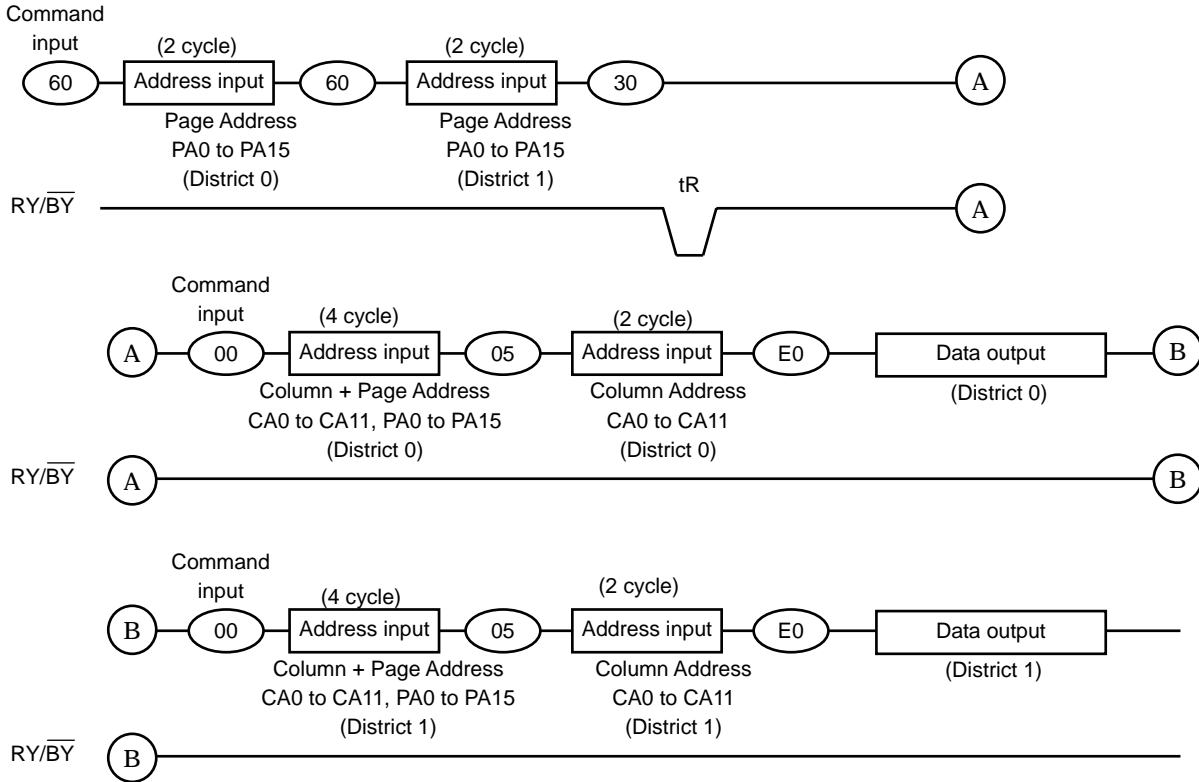 Command
input
(2 cycle)
(2 cycle)
60
Address input
60
Address input
30
A
Page Address
PA0 to PA15
(District 0)
Page Address
PA0 to PA15
(District 1)
tR
RY/BY
A
Command
input
(4 cycle)
(2 cycle)
A
00
Address input
05
Address input
E0
Data output
B
Column + Page Address
CA0 to CA11, PA0 to PA15
(District 0)
Column Address
CA0 to CA11
(District 0)
(District 0)
RY/BY
A
B
Command
input
(4 cycle)
(2 cycle)
B
00
Address input
05
Address input
E0
Data output
Column + Page Address
CA0 to CA11, PA0 to PA15
(District 1)
Column Address
CA0 to CA11
(District 1)
(District 1)
RY/BY
B